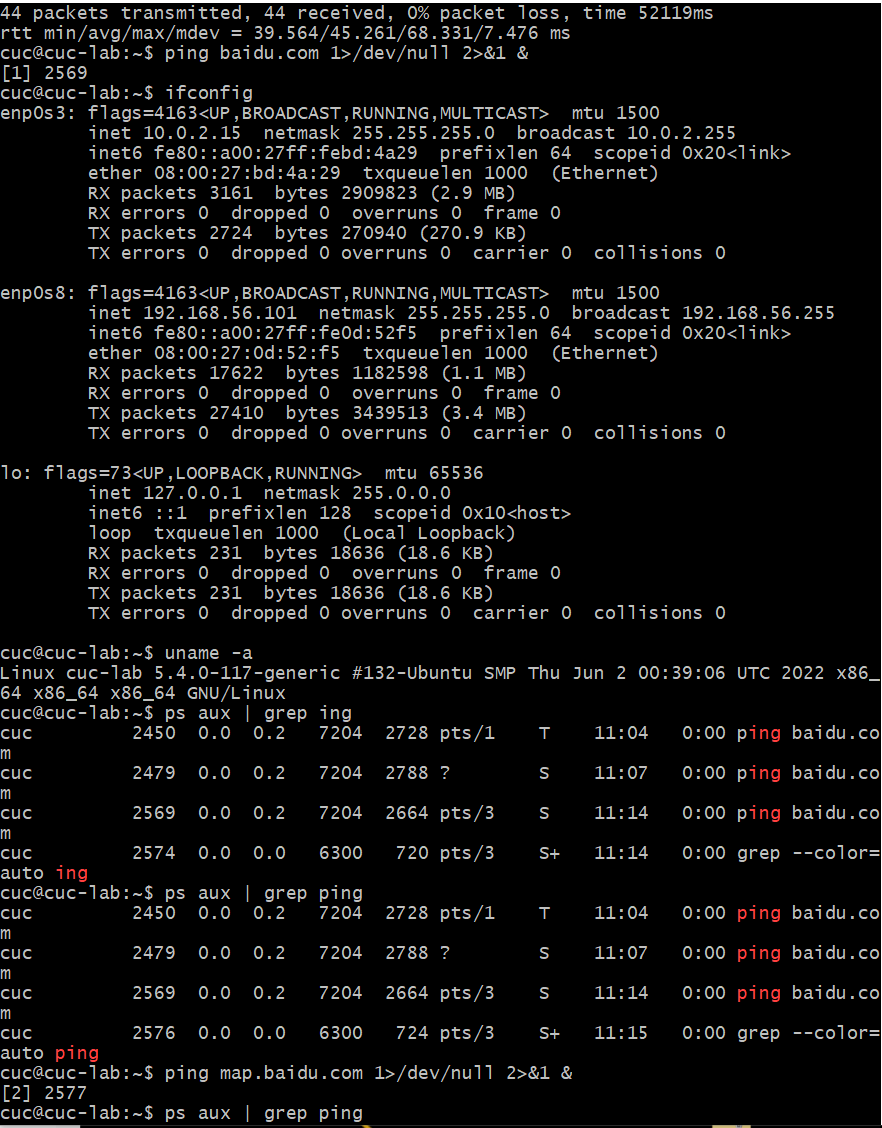 44 packets transmitted, 44 received, 0% packet loss, time 52119ms
rtt min/avg/max/mdev = 39.564/45.261/68.331/7.476 ms
cuc@cuc-lab:~$ ping baidu.com 1>/dev/null 2>&1 &
[1] 2569
cuc@cuc-lab:~$ ifconfig
enp0s3: flags=4163<UP,BROADCAST,RUNNING,MULTICAST>  mtu 1500
        inet 10.0.2.15  netmask 255.255.255.0  broadcast 10.0.2.255
        inet6 fe80::a00:27ff:febd:4a29  prefixlen 64  scopeid 0x20<link>
        ether 08:00:27:bd:4a:29  txqueuelen 1000  (Ethernet)
        RX packets 3161  bytes 2909823 (2.9 MB)
        RX errors 0  dropped 0  overruns 0  frame 0
        TX packets 2724  bytes 270940 (270.9 KB)
        TX errors 0  dropped 0 overruns 0  carrier 0  collisions 0

enp0s8: flags=4163<UP,BROADCAST,RUNNING,MULTICAST>  mtu 1500
        inet 192.168.56.101  netmask 255.255.255.0  broadcast 192.168.56.255
        inet6 fe80::a00:27ff:fe0d:52f5  prefixlen 64  scopeid 0x20<link>
        ether 08:00:27:0d:52:f5  txqueuelen 1000  (Ethernet)
        RX packets 17622  bytes 1182598 (1.1 MB)
        RX errors 0  dropped 0  overruns 0  frame 0
        TX packets 27410  bytes 3439513 (3.4 MB)
        TX errors 0  dropped 0 overruns 0  carrier 0  collisions 0

lo: flags=73<UP,LOOPBACK,RUNNING>  mtu 65536
        inet 127.0.0.1  netmask 255.0.0.0
        inet6 ::1  prefixlen 128  scopeid 0x10<host>
        loop  txqueuelen 1000  (Local Loopback)
        RX packets 231  bytes 18636 (18.6 KB)
        RX errors 0  dropped 0  overruns 0  frame 0
        TX packets 231  bytes 18636 (18.6 KB)
        TX errors 0  dropped 0 overruns 0  carrier 0  collisions 0

cuc@cuc-lab:~$ uname -a
Linux cuc-lab 5.4.0-117-generic #132-Ubuntu SMP Thu Jun 2 00:39:06 UTC 2022 x86_
64 x86_64 x86_64 GNU/Linux
cuc@cuc-lab:~$ ps aux | grep ing
cuc         2450  0.0  0.2   7204  2728 pts/1    T    11:04   0:00 ping baidu.co
m
cuc         2479  0.0  0.2   7204  2788 ?        S    11:07   0:00 ping baidu.co
m
cuc         2569  0.0  0.2   7204  2664 pts/3    S    11:14   0:00 ping baidu.co
m
cuc         2574  0.0  0.0   6300   720 pts/3    S+   11:14   0:00 grep --color=
auto ing
cuc@cuc-lab:~$ ps aux | grep ping
cuc         2450  0.0  0.2   7204  2728 pts/1    T    11:04   0:00 ping baidu.co
m
cuc         2479  0.0  0.2   7204  2788 ?        S    11:07   0:00 ping baidu.co
m
cuc         2569  0.0  0.2   7204  2664 pts/3    S    11:14   0:00 ping baidu.co
m
cuc         2576  0.0  0.0   6300   724 pts/3    S+   11:15   0:00 grep --color=
auto ping
cuc@cuc-lab:~$ ping map.baidu.com 1>/dev/null 2>&1 &
[2] 2577
cuc@cuc-lab:~$ ps aux | grep ping